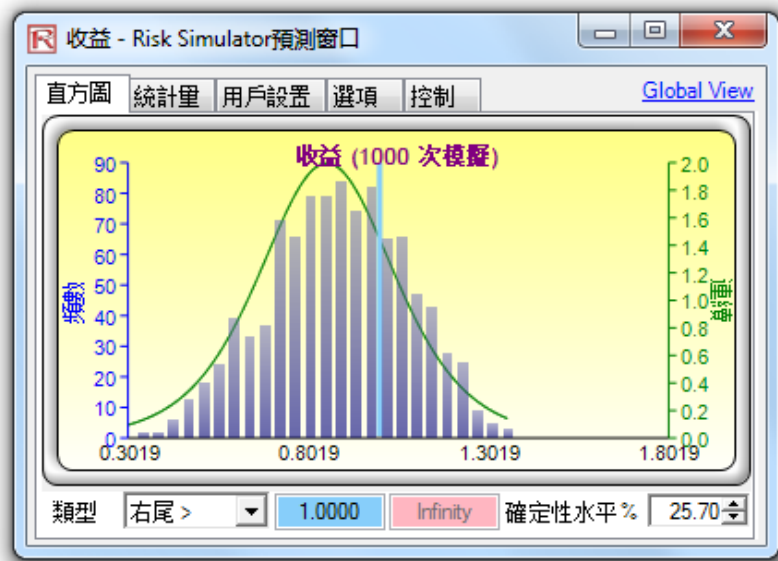 收益 - Risk Simulator預測窗口
直方圖 統計量 用戶設置 選項 控制 Global View
收益 (1000 次模擬)
90 2.0
80 1.8
70 1.6
60 1.4
50 1.2
40 1.0
30 0.8
20 0.6
10 0.4
0 0.2
0.0
頻數
連續
0.3019 0.8019 1.3019 1.8019
類型 右尾 > 1.0000 Infinity 確定性水平 % 25.70